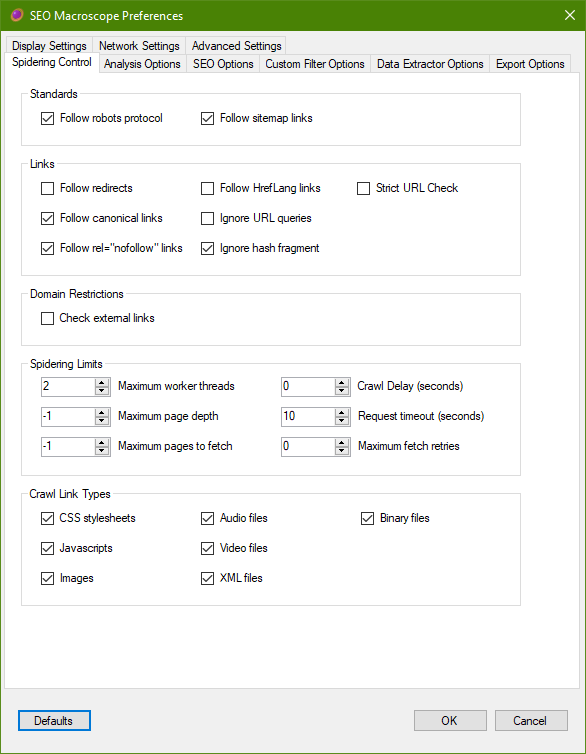 SEO Macroscope Preferences
Display Settings Network Settings Advanced Settings
Spidering Control Analysis Options SEO Options Custom Filter Options Data Extractor Options Export Options
Standards
Follow robots protocol Follow sitemap links
Links
Follow redirects Follow HrefLang links Strict URL Check
Follow canonical links Ignore URL queries
Follow rel="nofollow" links Ignore hash fragment
Domain Restrictions
Check external links
Spidering Limits
2 Maximum worker threads 0 Crawl Delay (seconds)
-1 Maximum page depth 10 Request timeout (seconds)
-1 Maximum pages to fetch 0 Maximum fetch retries
Crawl Link Types
CSS stylesheets Audio files Binary files
Javascripts Video files
Images XML files
Defaults OK Cancel